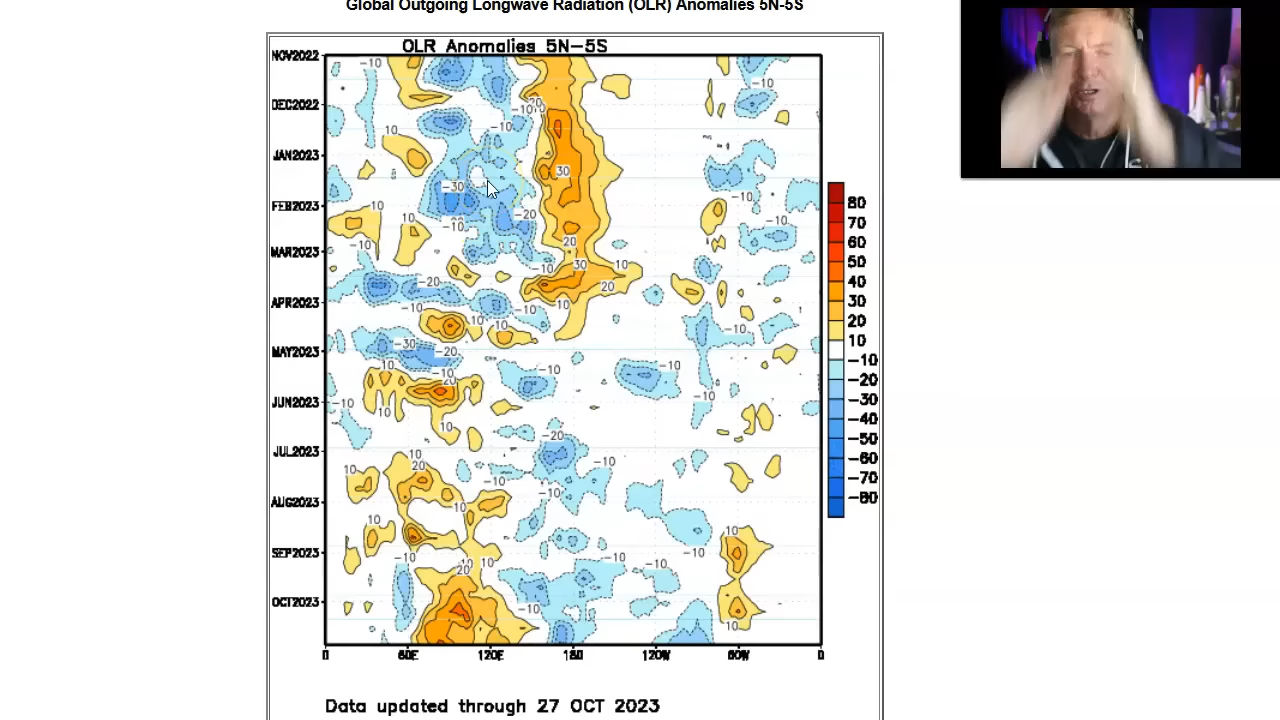 Global Outgoing Longwave Radiation (OLR) Anomalies 5N-5S
OLR Anomalies 5N-5S
NOV2022
DEC2022
JAN2023
FEB2023
MAR2023
APR2023
MAY2023
JUN2023
JUL2023
AUG2023
SEP2023
OCT2023
0 60E 120E 180 120W 60W 0
80
70
60
50
40
30
20
10
-10
-20
-30
-40
-50
-60
-70
-80
Data updated through 27 OCT 2023